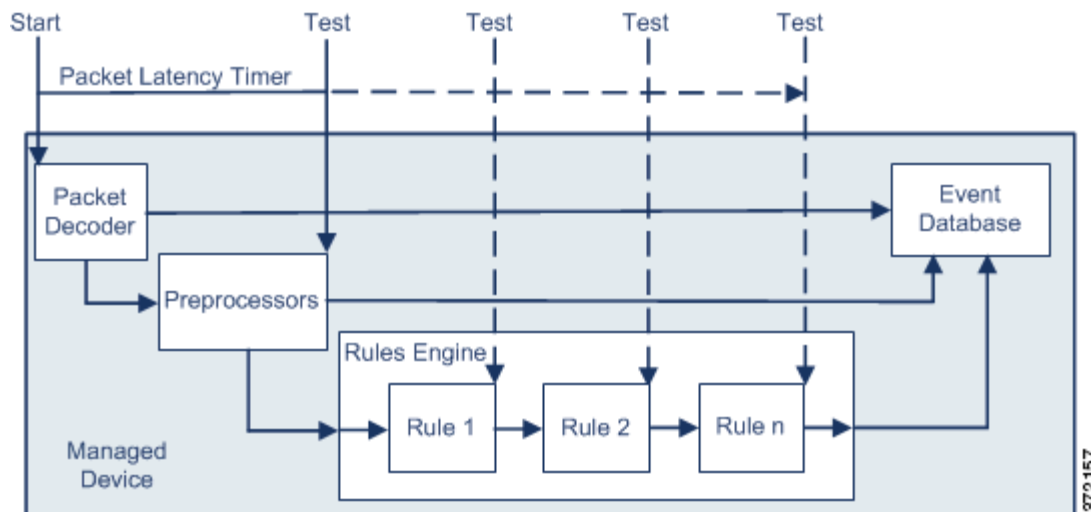 Start
Test
Test
Test
Test
Packet Latency Timer
Packet
Decoder
Event
Database
Preprocessors
Rules Engine
Rule 1
Rule 2
Rule n
Managed
Device